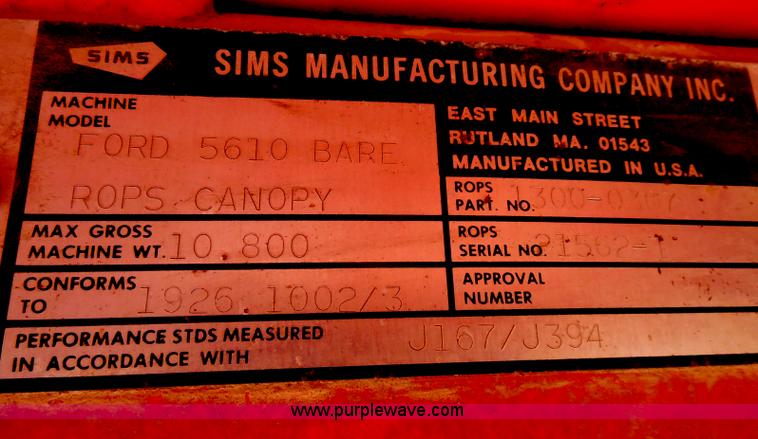 SIMS
SIMS MANUFACTURING COMPANY INC.
EAST MAIN STREET
RUTLAND MA. 01543
MANUFACTURED IN U.S.A.
MACHINE
MODEL
FORD 5610 BARE
ROPS CANOPY
ROPS
PART. NO.
MAX GROSS
MACHINE WT. 10,800
ROPS
SERIAL NO.
CONFORMS
TO 1926.1002/3
APPROVAL
NUMBER
PERFORMANCE STDS MEASURED
IN ACCORDANCE WITH J167/J394
www.purplewave.com